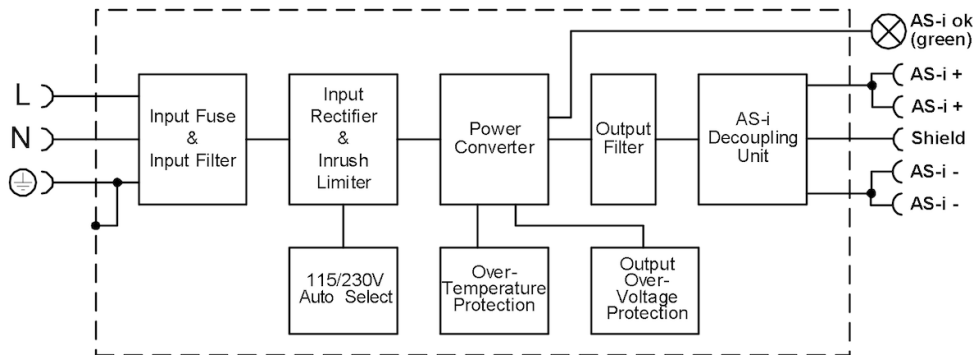 AS-i ok
(green)
L
N
Input Fuse
&
Input Filter
Input
Rectifier
&
Inrush
Limiter
Power
Converter
Output
Filter
AS-i
Decoupling
Unit
AS-i +
AS-i +
Shield
AS-i -
AS-i -
115/230V
Auto Select
Over-
Temperature
Protection
Output
Over-
Voltage
Protection